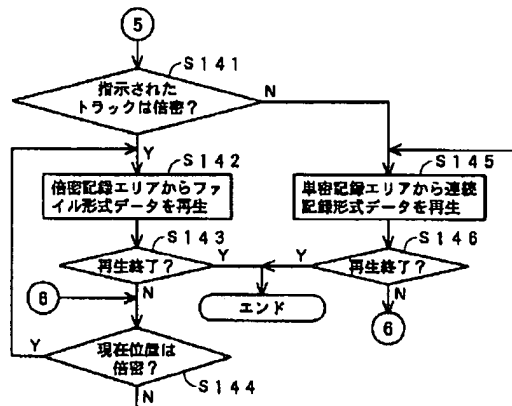 5
S141
指示された
トラックは倍密?
N
Y
S142
S145
倍密記録エリアからファ
イル形式データを再生
単密記録エリアから連続
記録形式データを再生
S143
S146
再生終了?
Y
Y
再生終了?
N
エンド
N
6
6
Y
現在位置は
倍密?
S144
N